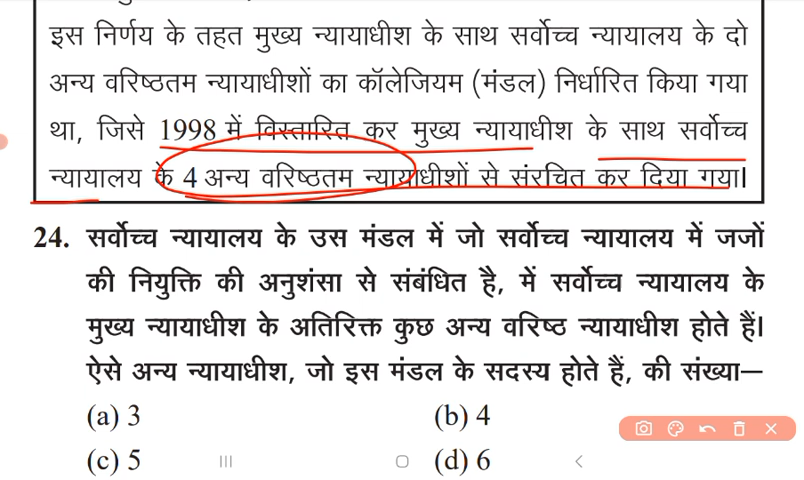 इस निर्णय के तहत मुख्य न्यायाधीश के साथ सर्वोच्च न्यायालय के दो
अन्य वरिष्ठतम न्यायाधीशों का कॉलेजियम (मंडल) निर्धारित किया गया
था, जिसे 1998 में विस्तारित कर मुख्य न्यायाधीश के साथ सर्वोच्च
न्यायालय के 4 अन्य वरिष्ठतम न्यायाधीशों से संरचित कर दिया गया।
24. सर्वोच्च न्यायालय के उस मंडल में जो सर्वोच्च न्यायालय में जजों
की नियुक्ति की अनुशंसा से संबंधित है, में सर्वोच्च न्यायालय के
मुख्य न्यायाधीश के अतिरिक्त कुछ अन्य वरिष्ठ न्यायाधीश होते हैं।
ऐसे अन्य न्यायाधीश, जो इस मंडल के सदस्य होते हैं, की संख्या—
(a) 3 (b) 4
(c) 5 (d) 6